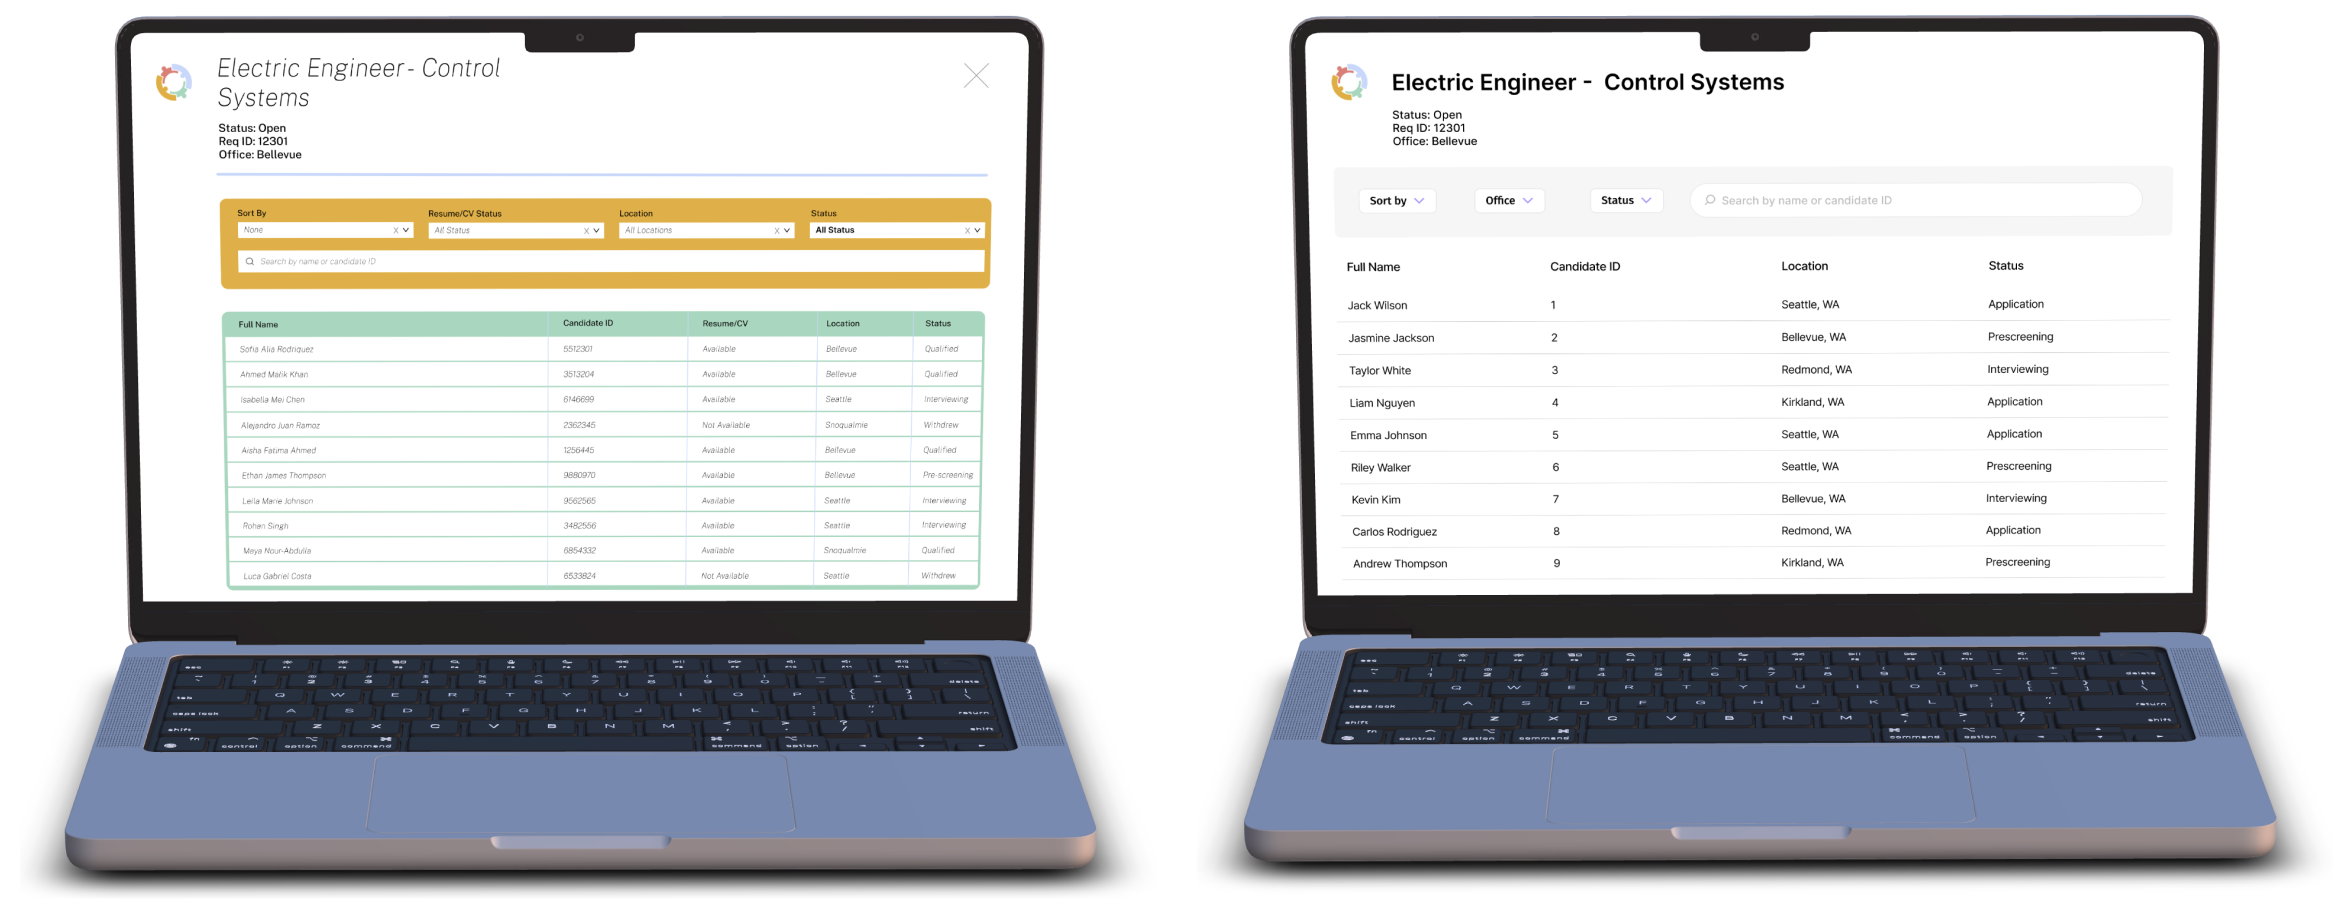 Electric Engineer - Control
Systems
Status: Open
Req ID: 12301
Office: Bellevue
Sort By Resume/CV Status Location Status
None X All Status X All Locations X All Status X
Search by name or candidate ID
Full Name Candidate ID Resume/CV Location Status
Sofia Alia Rodriquez 5512301 Available Bellevue Qualified
Ahmed Malik Khan 3513204 Available Bellevue Qualified
Isabella Mei Chen 6146699 Available Seattle Interviewing
Alejandro Juan Ramoz 2362345 Not Available Snoqualmie Withdrew
Aisha Fatima Ahmed 1256445 Available Bellevue Qualified
Ethan James Thompson 9880970 Available Bellevue Pre-screening
Leila Marie Johnson 9562565 Available Seattle Interviewing
Rohan Singh 3482556 Available Seattle Interviewing
Maya Nour-Abdulla 6854332 Available Snoqualmie Qualified
Luca Gabriel Costa 6533824 Not Available Seattle Withdrew
Electric Engineer - Control Systems
Status: Open
Req ID: 12301
Office: Bellevue
Sort by Office Status Search by name or candidate ID
Full Name Candidate ID Location Status
Jack Wilson 1 Seattle, WA Application
Jasmine Jackson 2 Bellevue, WA Prescreening
Taylor White 3 Redmond, WA Interviewing
Liam Nguyen 4 Kirkland, WA Application
Emma Johnson 5 Seattle, WA Application
Riley Walker 6 Seattle, WA Prescreening
Kevin Kim 7 Bellevue, WA Interviewing
Carlos Rodriguez 8 Redmond, WA Application
Andrew Thompson 9 Kirkland, WA Prescreening